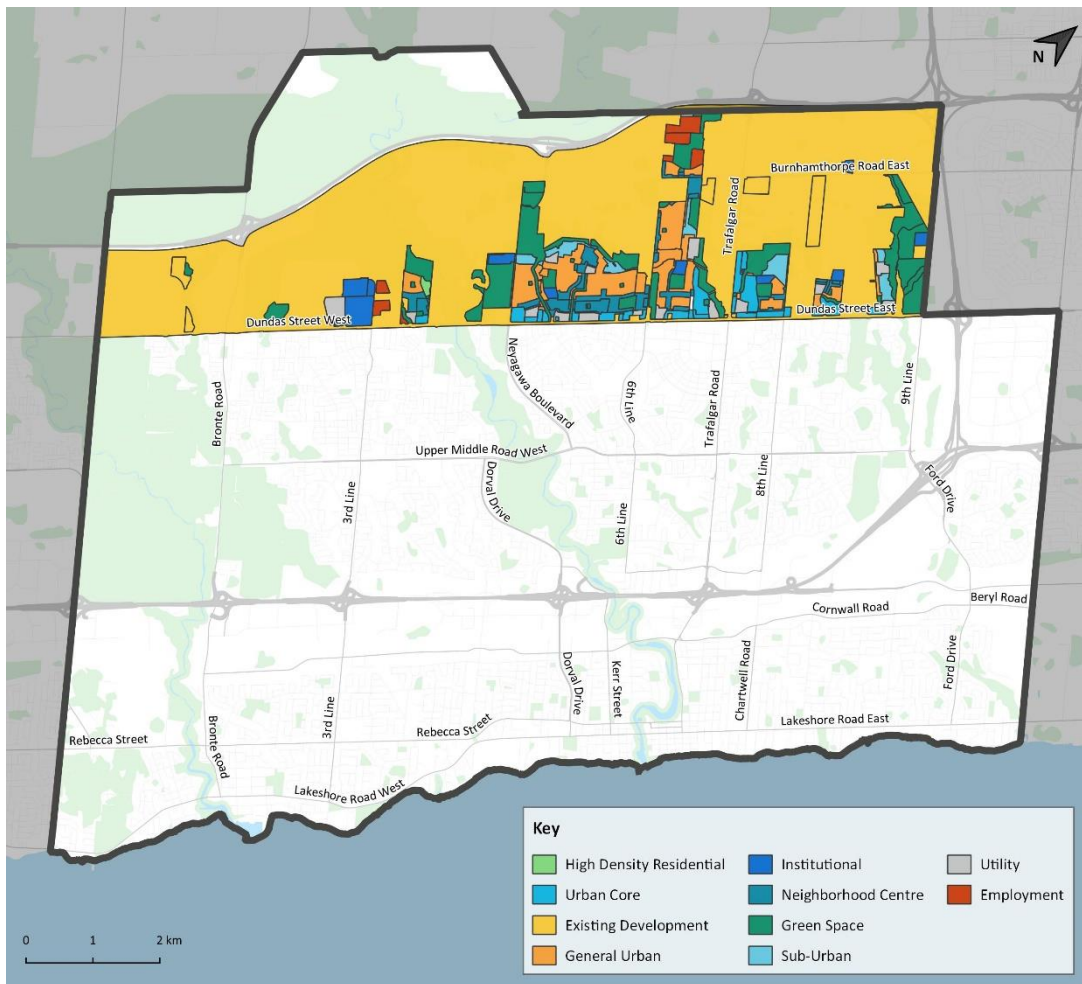 N
Burnhamthorpe Road East
Trafalgar Road
Dundas Street West
Dundas Street East
Bronte Road
Neyagawa Boulevard
6th Line
Trafalgar Road
9th Line
Upper Middle Road West
3rd Line
Dorval Drive
6th Line
8th Line
Ford Drive
Beryl Road
Cornwall Road
Dorval Drive
Kerr Street
Chartwell Road
Ford Drive
Rebecca Street
Bronte Road
3rd Line
Rebecca Street
Lakeshore Road East
Lakeshore Road West
Key
High Density Residential
Institutional
Utility
Urban Core
Neighborhood Centre
Employment
Existing Development
Green Space
General Urban
Sub-Urban
0 1 2 km